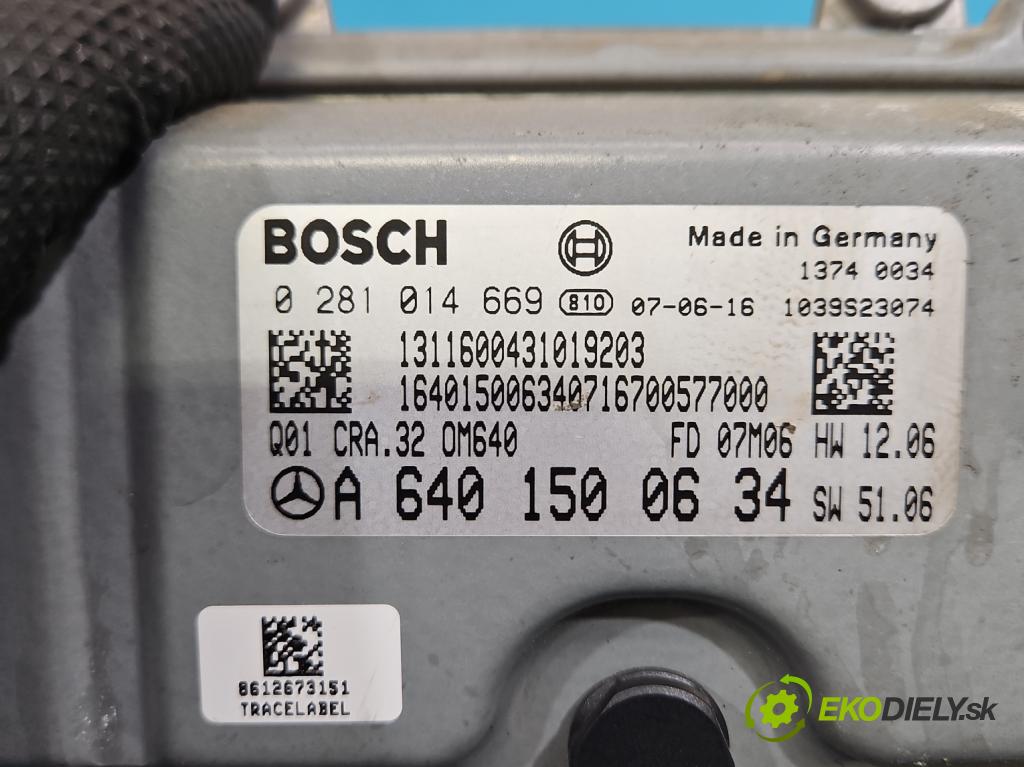 BOSCH Made in Germany
1374 0034
0 281 014 669 810 07-06-16 1039S23074
1311600431019203
164015006340716700577000
Q01 CRA.32 OM640 FD 07M06 HW 12.06
A 640 150 06 34 SW 51.06
8612673151
TRACELABEL
EKODIELY.sk